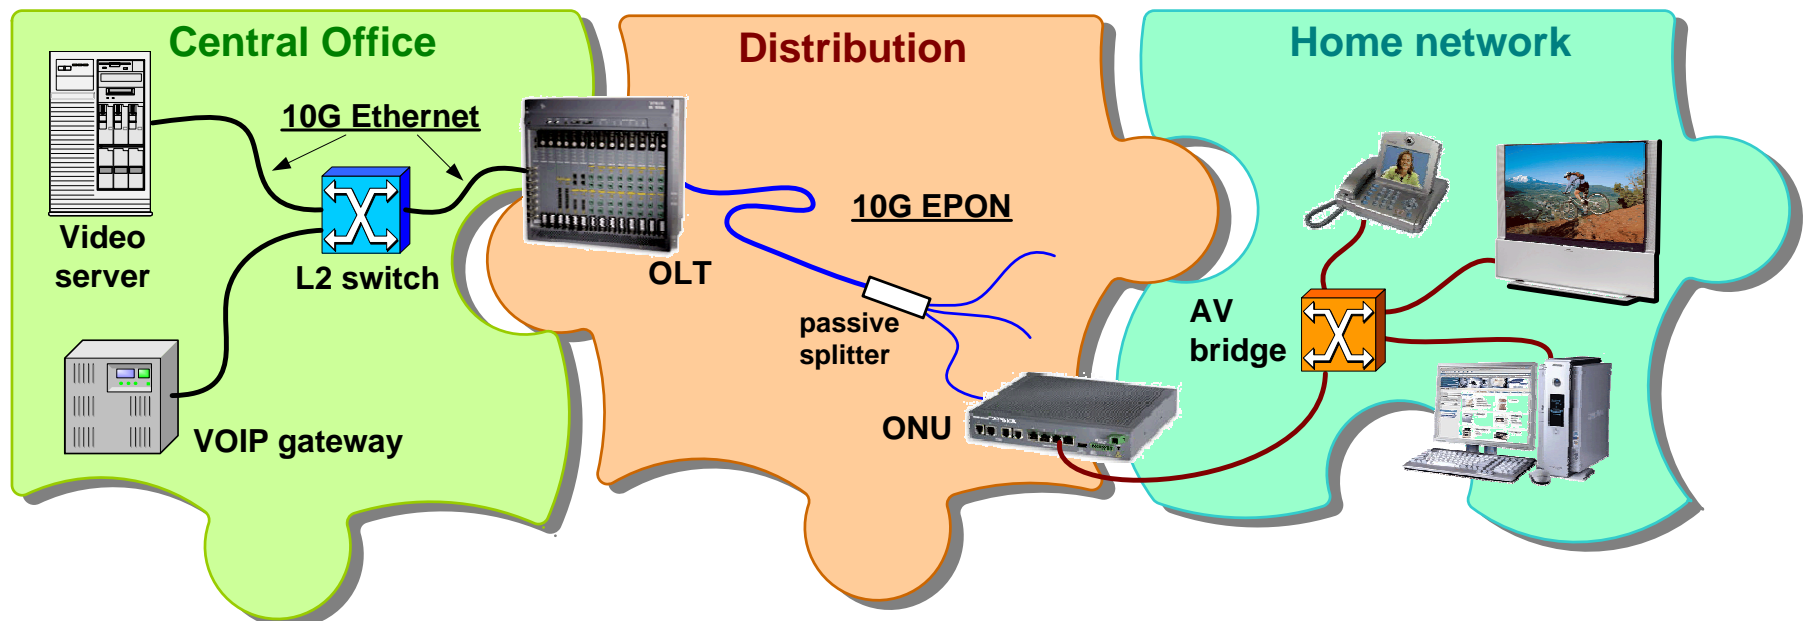 Central Office
Distribution
Home network
10G Ethernet
10G EPON
Video
server
L2 switch
OLT
passive
splitter
AV
bridge
ONU
VOIP gateway